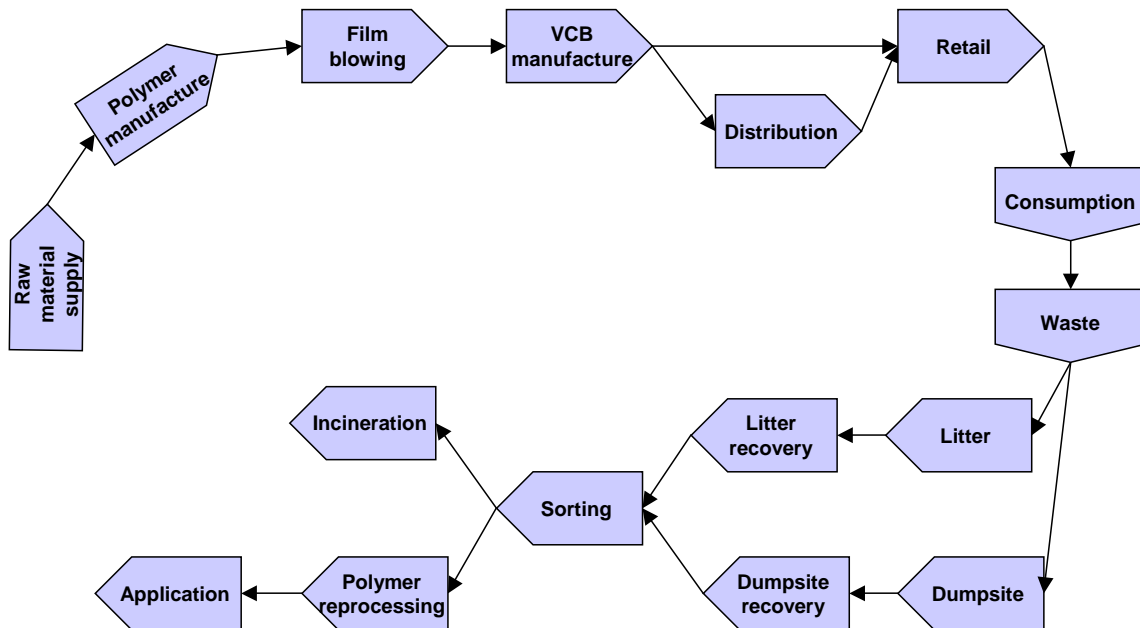 Film
blowing
VCB
manufacture
Retail
Polymer
manufacture
Distribution
Consumption
Raw
material
supply
Waste
Incineration
Litter
recovery
Litter
Sorting
Application
Polymer
reprocessing
Dumpsite
recovery
Dumpsite